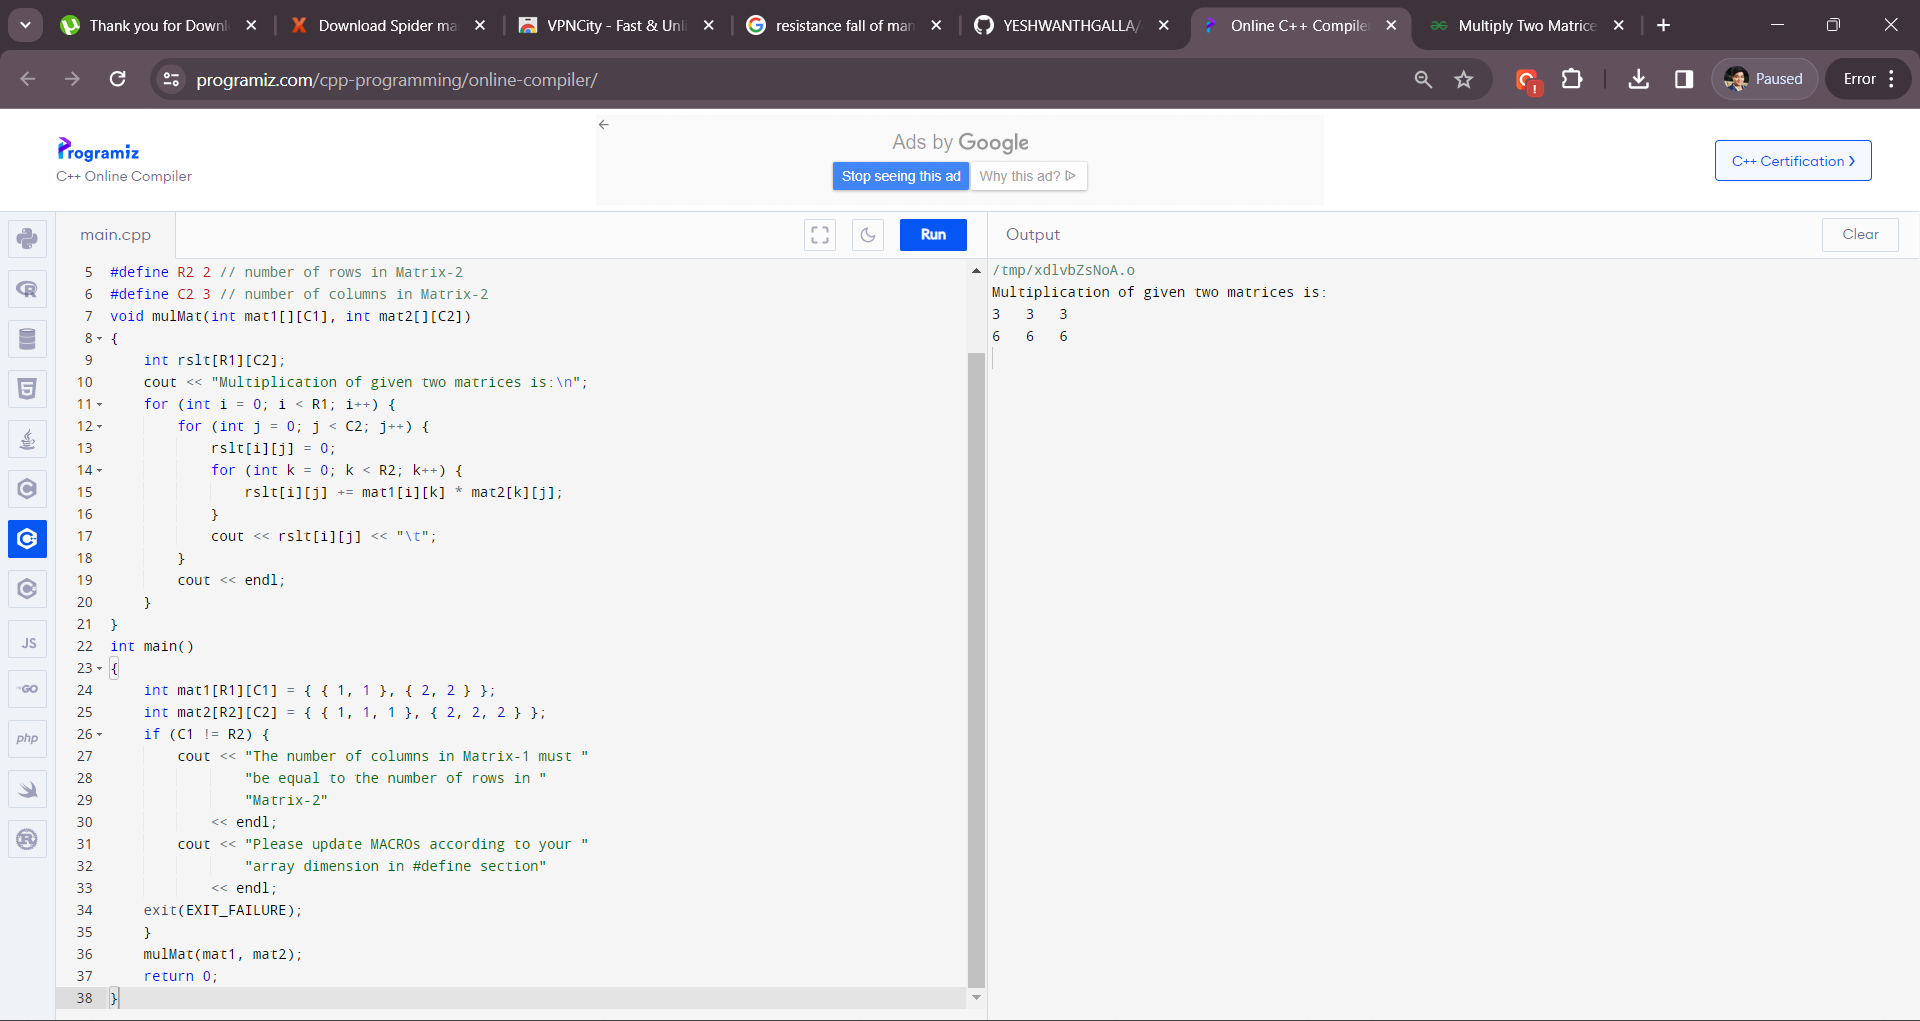 Thank you for Downl
Download Spider ma
VPNCity - Fast & Unli
resistance fall of man
YESHWANTHGALLA/
Online C++ Compiler
Multiply Two Matrice
programiz.com/cpp-programming/online-compiler/
Paused
Error
Programiz
C++ Online Compiler
Ads by Google
Stop seeing this ad
Why this ad?
C++ Certification >
main.cpp
Run
Output
Clear
5 #define R2 2 // number of rows in Matrix-2
6 #define C2 3 // number of columns in Matrix-2
7 void mulMat(int mat1[][C1], int mat2[][C2])
8 {
9 int rslt[R1][C2];
10 cout << "Multiplication of given two matrices is:\n";
11 for (int i = 0; i < R1; i++) {
12 for (int j = 0; j < C2; j++) {
13 rslt[i][j] = 0;
14 for (int k = 0; k < R2; k++) {
15 rslt[i][j] += mat1[i][k] * mat2[k][j];
16 }
17 cout << rslt[i][j] << "\t";
18 }
19 cout << endl;
20 }
21 }
22 int main()
23 {
24 int mat1[R1][C1] = { { 1, 1 }, { 2, 2 } };
25 int mat2[R2][C2] = { { 1, 1, 1 }, { 2, 2, 2 } };
26 if (C1 != R2) {
27 cout << "The number of columns in Matrix-1 must "
28 "be equal to the number of rows in "
29 "Matrix-2"
30 << endl;
31 cout << "Please update MACROs according to your "
32 "array dimension in #define section"
33 << endl;
34 exit(EXIT_FAILURE);
35 }
36 mulMat(mat1, mat2);
37 return 0;
38 }
/tmp/xdlvbZsNoA.o
Multiplication of given two matrices is:
3 3 3
6 6 6
R
5
C
C
C
JS
GO
php
R